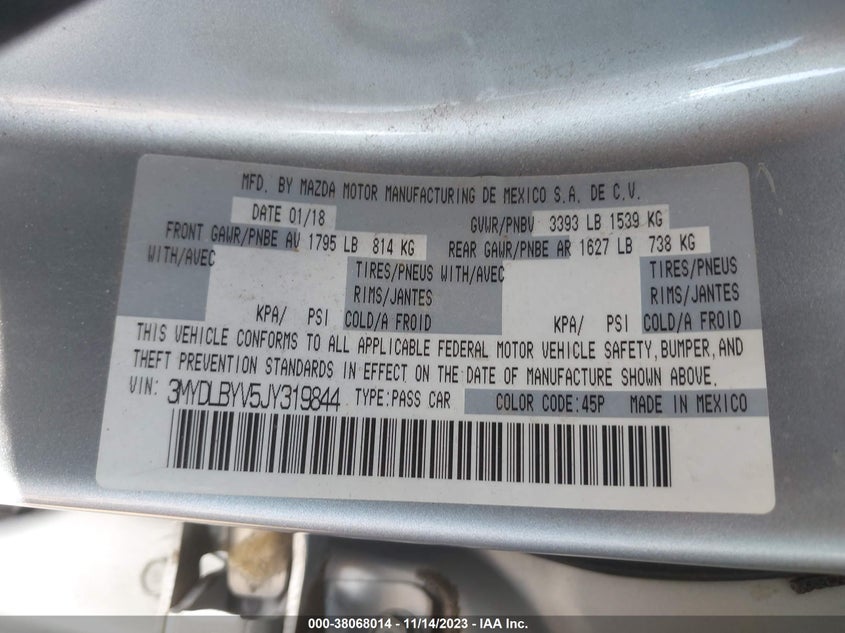 MFD. BY MAZDA MOTOR MANUFACTURING DE MEXICO S.A. DE C.V.
DATE 01/18 GVWR/PNBV 3393 LB 1539 KG
FRONT GAWR/PNBE AV 1795 LB 814 KG REAR GAWR/PNBE AR 1627 LB 738 KG
WITH/AVEC TIRES/PNEUS WITH/AVEC TIRES/PNEUS
RIMS/JANTES RIMS/JANTES
KPA/ PSI COLD/A FROID KPA/ PSI COLD/A FROID
THIS VEHICLE CONFORMS TO ALL APPLICABLE FEDERAL MOTOR VEHICLE SAFETY, BUMPER, AND
THEFT PREVENTION STANDARDS IN EFFECT ON THE DATE OF MANUFACTURE SHOWN ABOVE.
VIN: 3MYDLBYV5JY319844 TYPE:PASS CAR COLOR CODE:45P MADE IN MEXICO
000-38068014 — 11/14/2023 — IAA Inc.